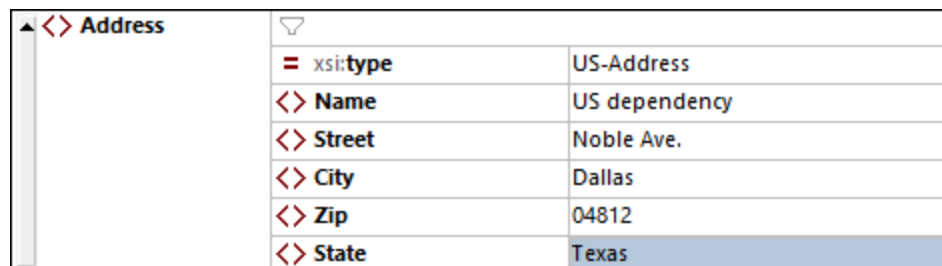 <> Address
= xsi:type US-Address
<> Name US dependency
<> Street Noble Ave.
<> City Dallas
<> Zip 04812
<> State Texas